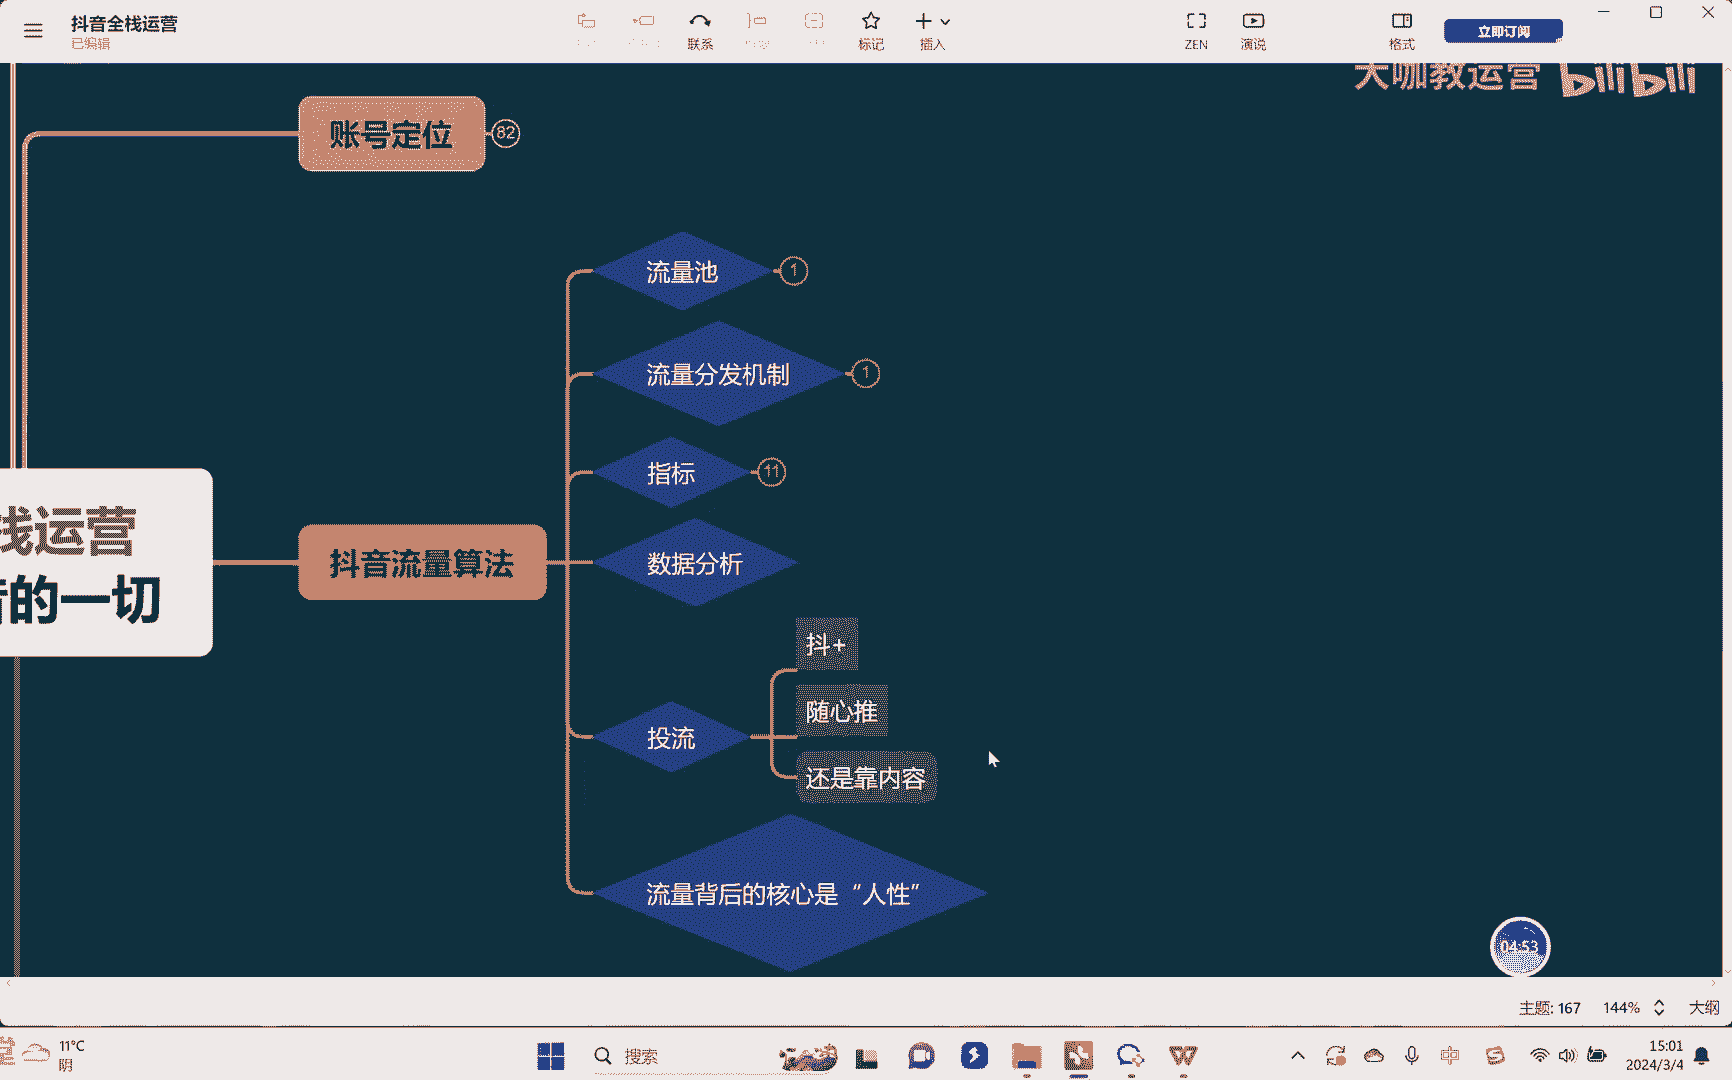 抖音全栈运营
已编辑
联系
标记
插入
ZEN
演说
格式
立即订阅
大咖教运营 bilibili
账号定位
82
流量池
1
流量分发机制
1
指标
11
栈运营
音的一切
抖音流量算法
数据分析
抖+
随心推
投流
还是靠内容
流量背后的核心是“人性”
04:53
主题: 167
144%
大纲
11°C
阴
搜索
中
15:01
2024/3/4